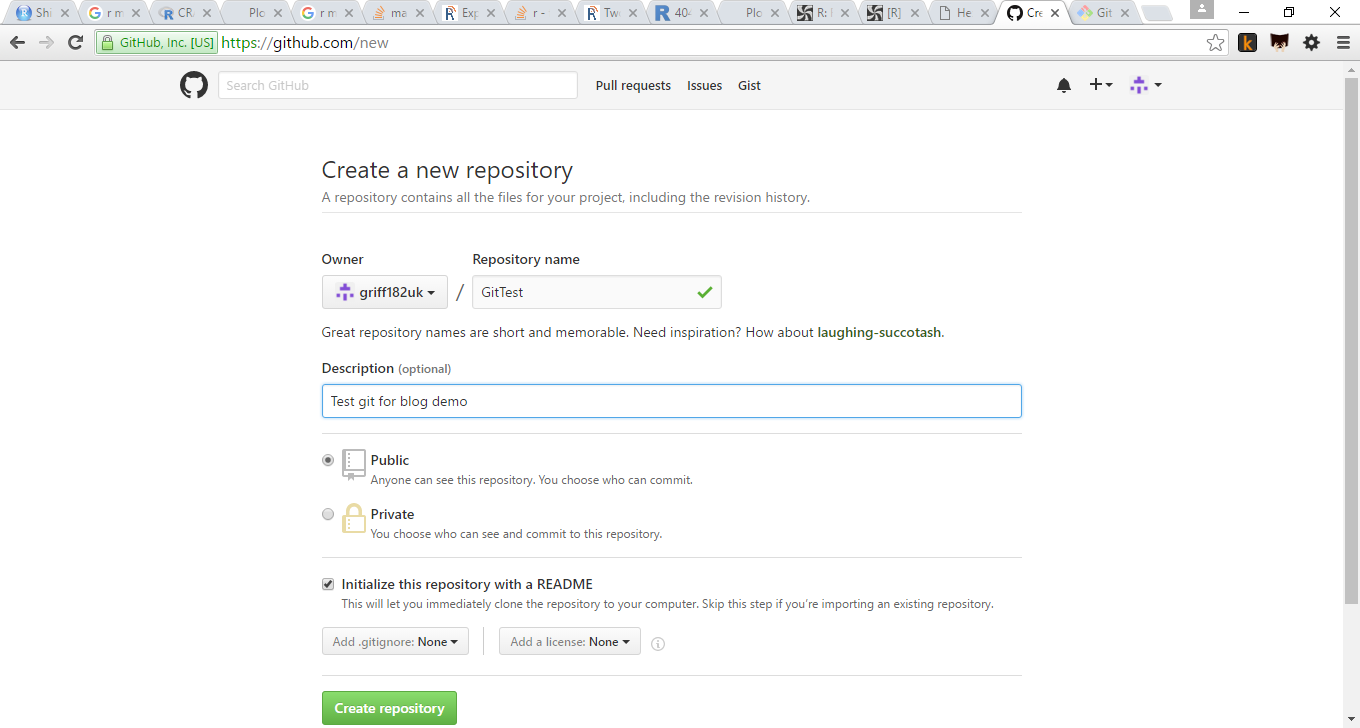 Shi G r m CRa Plo G r m ma Exp r - Two R 404 Plo R: [R] He Cre Git
GitHub, Inc. [US] https://github.com/new
Search GitHub Pull requests Issues Gist
Create a new repository
A repository contains all the files for your project, including the revision history.
Owner Repository name
griff182uk / GitTest
Great repository names are short and memorable. Need inspiration? How about laughing-succotash.
Description (optional)
Test git for blog demo
Public
Anyone can see this repository. You choose who can commit.
Private
You choose who can see and commit to this repository.
Initialize this repository with a README
This will let you immediately clone the repository to your computer. Skip this step if you're importing an existing repository.
Add .gitignore: None Add a license: None
Create repository